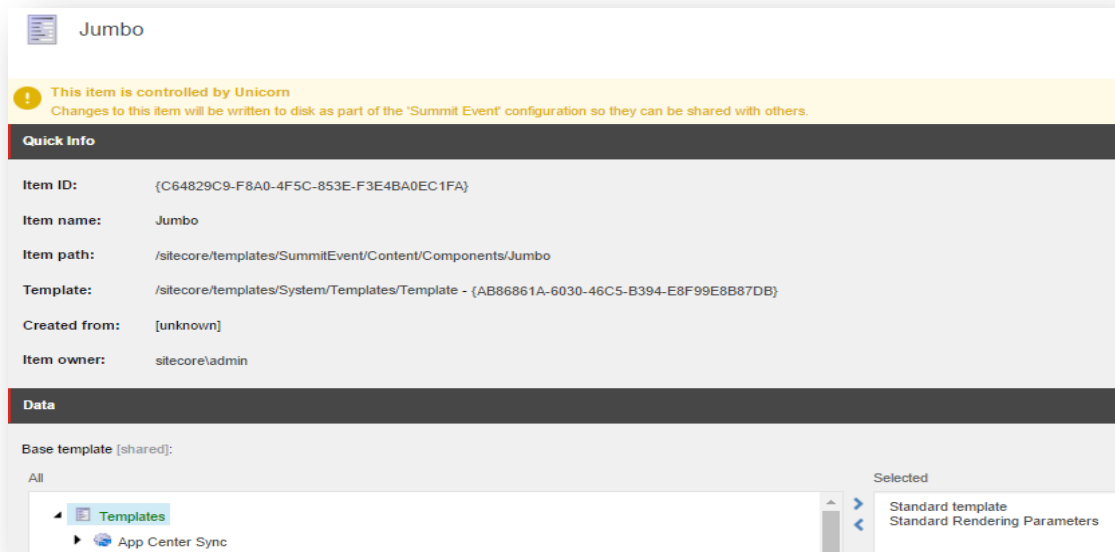 Jumbo
This item is controlled by Unicorn
Changes to this item will be written to disk as part of the 'Summit Event' configuration so they can be shared with others.
Quick Info
Item ID: {C64829C9-F8A0-4F5C-853E-F3E4BA0EC1FA}
Item name: Jumbo
Item path: /sitecore/templates/SummitEvent/Content/Components/Jumbo
Template: /sitecore/templates/System/Templates/Template - {AB86861A-6030-46C5-B394-E8F99E8B87DB}
Created from: [unknown]
Item owner: sitecore\admin
Data
Base template [shared]:
All
Selected
Templates
App Center Sync
Standard template
Standard Rendering Parameters